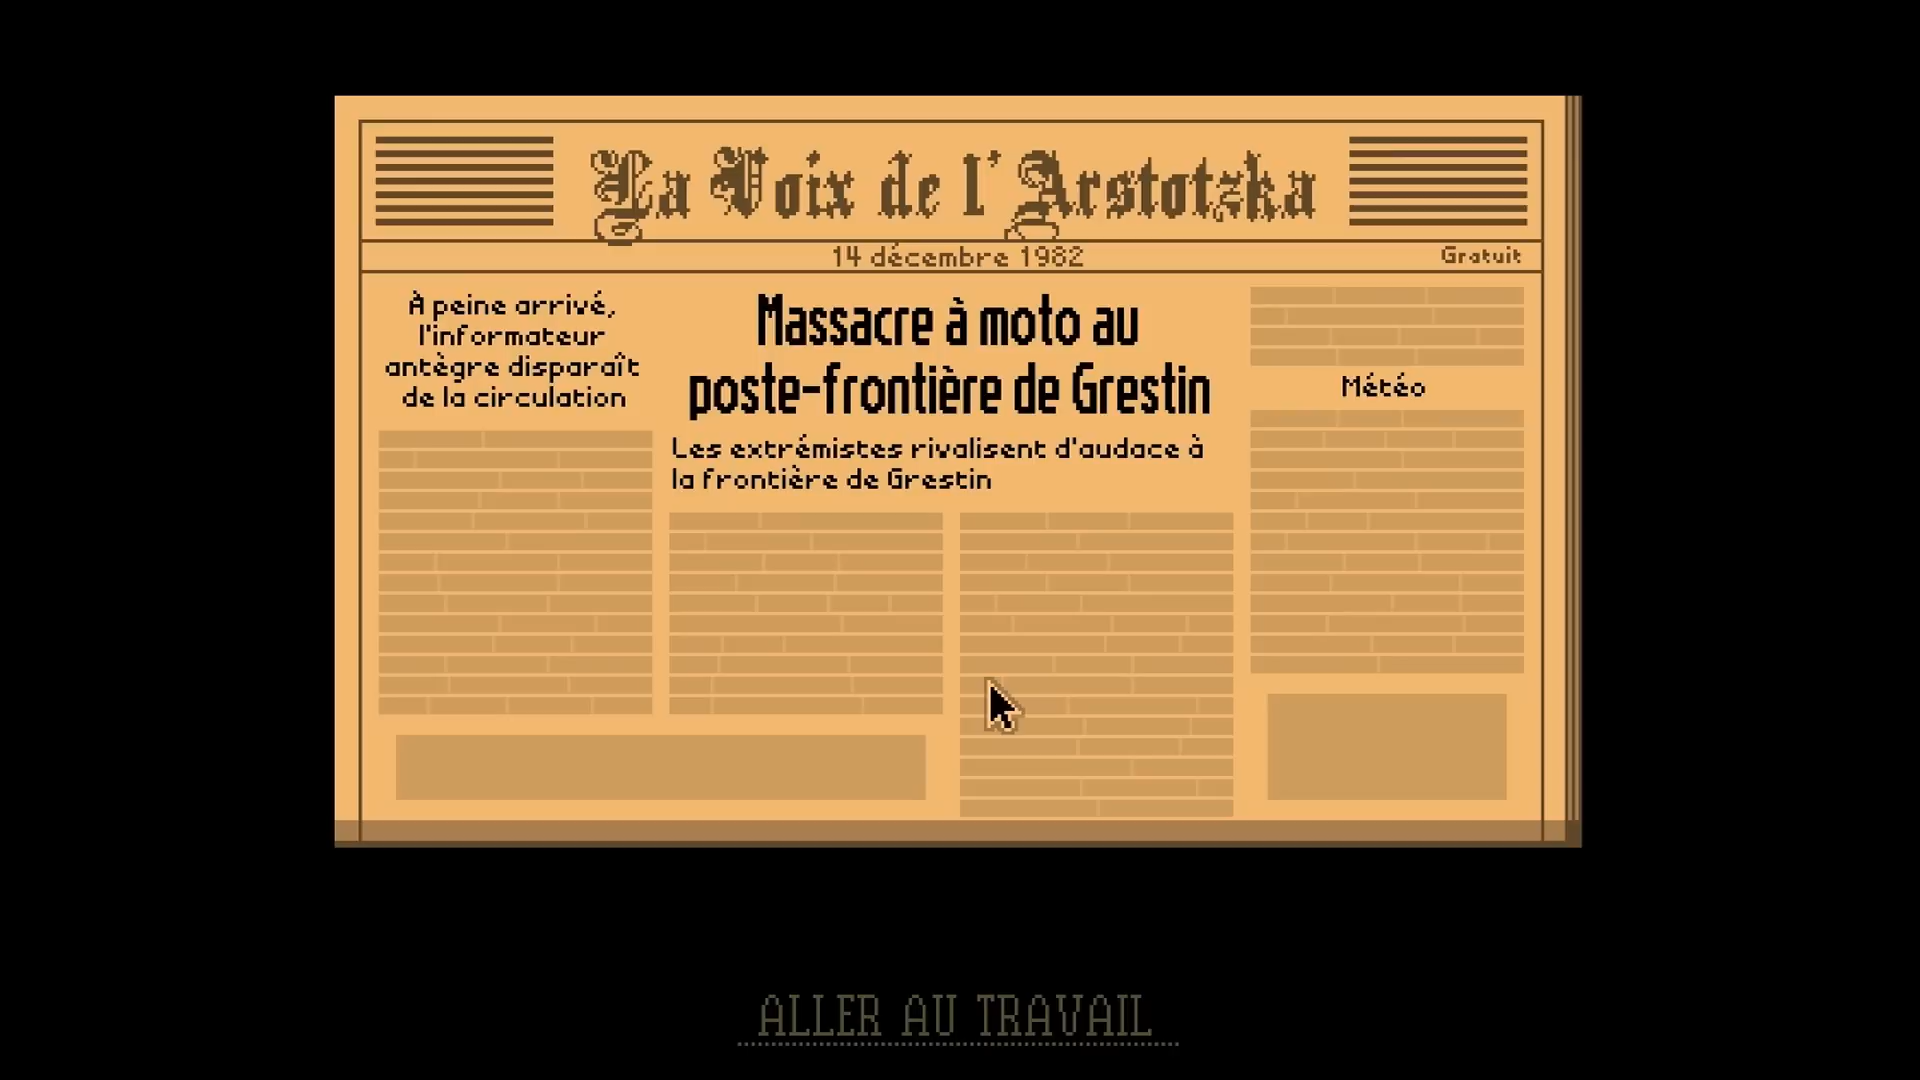 La Voix de l'Arstotzka
14 décembre 1982
Gratuit
À peine arrivé,
l'informateur
antègre disparaît
de la circulation
Massacre à moto au
poste-frontière de Grestin
Les extrémistes rivalisent d'audace à
la frontière de Grestin
Météo
ALLER AU TRAVAIL